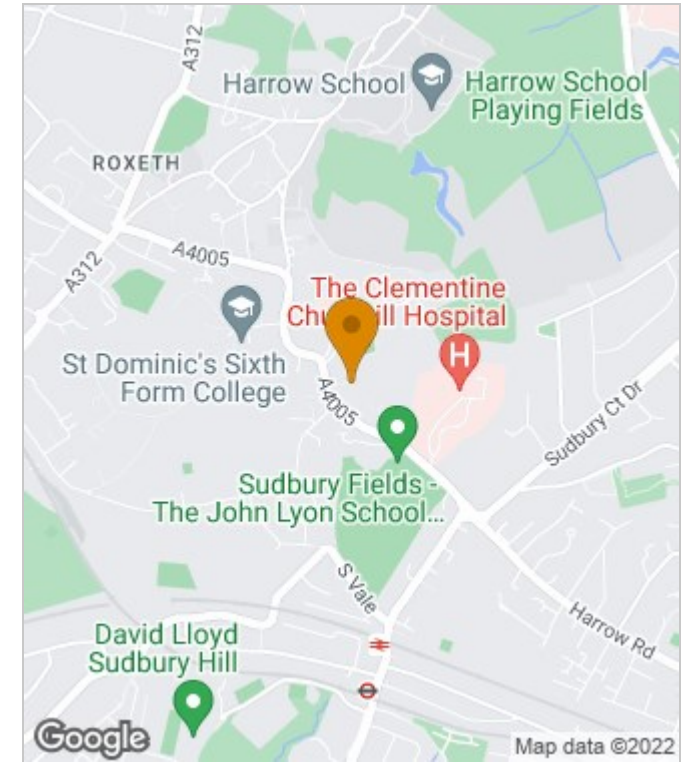 A312
Harrow School
Harrow School
Playing Fields
ROXETH
A4005
A312
The Clementine
Hospital
St Dominic's Sixth
Form College
A4005
Sudbury Ct Dr
Sudbury Fields -
The John Lyon School...
S Vale
Harrow Rd
David Lloyd
Sudbury Hill
Google
Map data ©2022